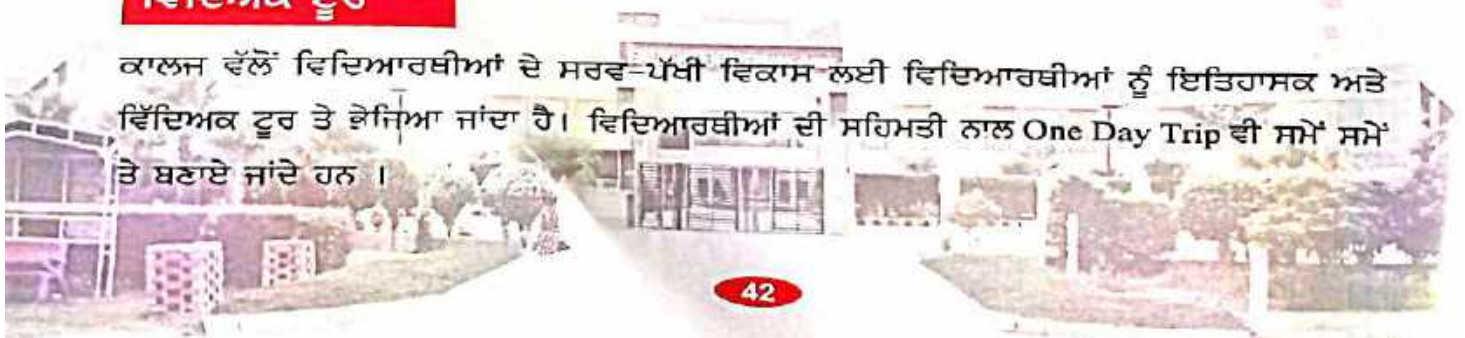 ਵਿੱਦਿਅਕ ਟੂਰ
ਕਾਲਜ ਵੱਲੋਂ ਵਿਦਿਆਰਥੀਆਂ ਦੇ ਸਰਵ-ਪੱਖੀ ਵਿਕਾਸ ਲਈ ਵਿਦਿਆਰਥੀਆਂ ਨੂੰ ਇਤਿਹਾਸਕ ਅਤੇ
ਵਿੱਦਿਅਕ ਟੂਰ ਤੇ ਭੇਜਿਆ ਜਾਂਦਾ ਹੈ। ਵਿਦਿਆਰਥੀਆਂ ਦੀ ਸਹਿਮਤੀ ਨਾਲ One Day Trip ਵੀ ਸਮੇਂ ਸਮੇਂ
ਤੇ ਬਣਾਏ ਜਾਂਦੇ ਹਨ ।
42